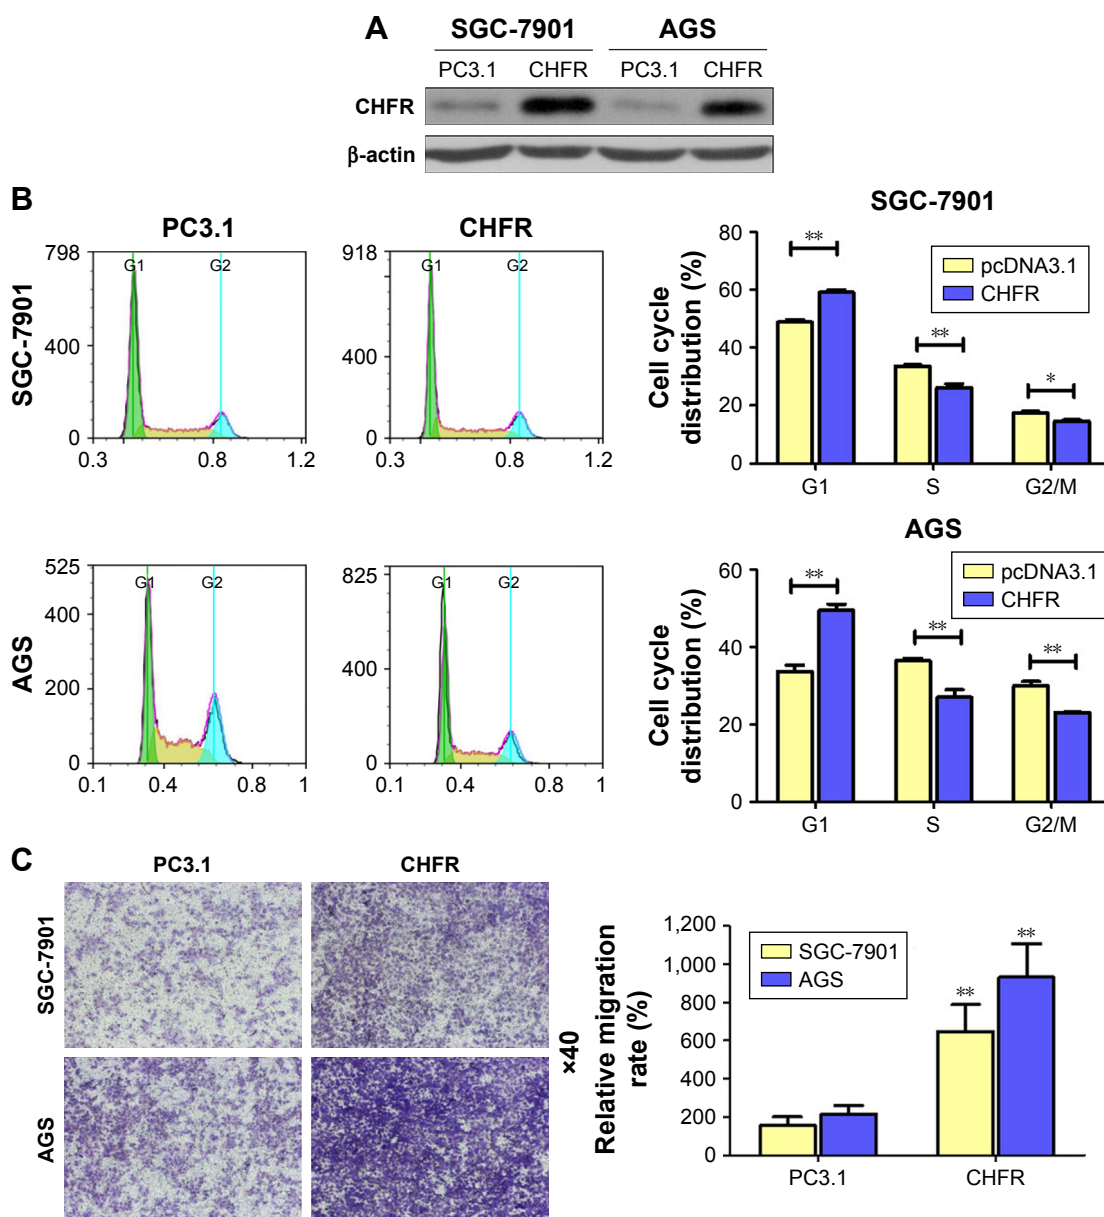 A
SGC-7901 AGS
PC3.1 CHFR PC3.1 CHFR
CHFR
β-actin
B
PC3.1 CHFR
SGC-7901
798
400
0
G1 G2
0.3 0.8 1.2
918
400
0
G1 G2
0.3 0.8 1.2
SGC-7901
Cell cycle
distribution (%)
80
60
40
20
0
** ** *
pcDNA3.1
CHFR
G1 S G2/M
AGS
525
400
200
0
G1 G2
0.1 0.4 0.8 1
825
400
0
G1 G2
0.1 0.4 0.8 1
AGS
Cell cycle
distribution (%)
60
40
20
0
** ** **
pcDNA3.1
CHFR
G1 S G2/M
C
PC3.1 CHFR
SGC-7901
AGS
×40
Relative migration
rate (%)
1,200
1,000
800
600
400
200
0
SGC-7901
AGS
** **
PC3.1 CHFR